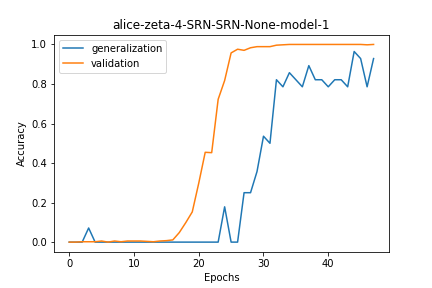 alice-zeta-4-SRN-SRN-None-model-1
generalization
validation
1.0
0.8
0.6
0.4
0.2
0.0
Accuracy
0 10 20 30 40
Epochs